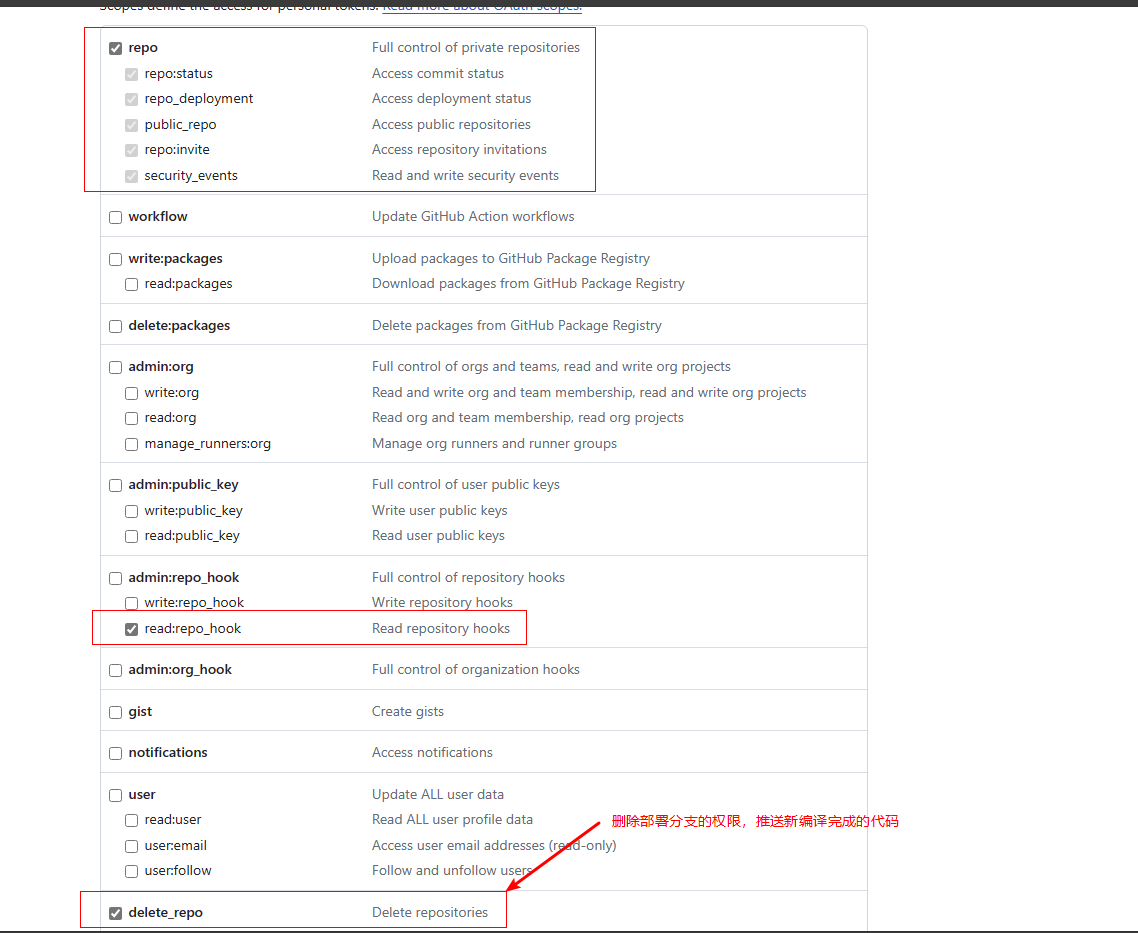 Scopes define the access for personal tokens. Read more about OAuth scopes.
repo Full control of private repositories
repo:status Access commit status
repo_deployment Access deployment status
public_repo Access public repositories
repo:invite Access repository invitations
security_events Read and write security events
workflow Update GitHub Action workflows
write:packages Upload packages to GitHub Package Registry
read:packages Download packages from GitHub Package Registry
delete:packages Delete packages from GitHub Package Registry
admin:org Full control of orgs and teams, read and write org projects
write:org Read and write org and team membership, read and write org projects
read:org Read org and team membership, read org projects
manage_runners:org Manage org runners and runner groups
admin:public_key Full control of user public keys
write:public_key Write user public keys
read:public_key Read user public keys
admin:repo_hook Full control of repository hooks
write:repo_hook Write repository hooks
read:repo_hook Read repository hooks
admin:org_hook Full control of organization hooks
gist Create gists
notifications Access notifications
user Update ALL user data
read:user Read ALL user profile data
删除部署分支的权限，推送新编译完成的代码
user:email Access user email addresses (read-only)
user:follow Follow and unfollow users
delete_repo Delete repositories